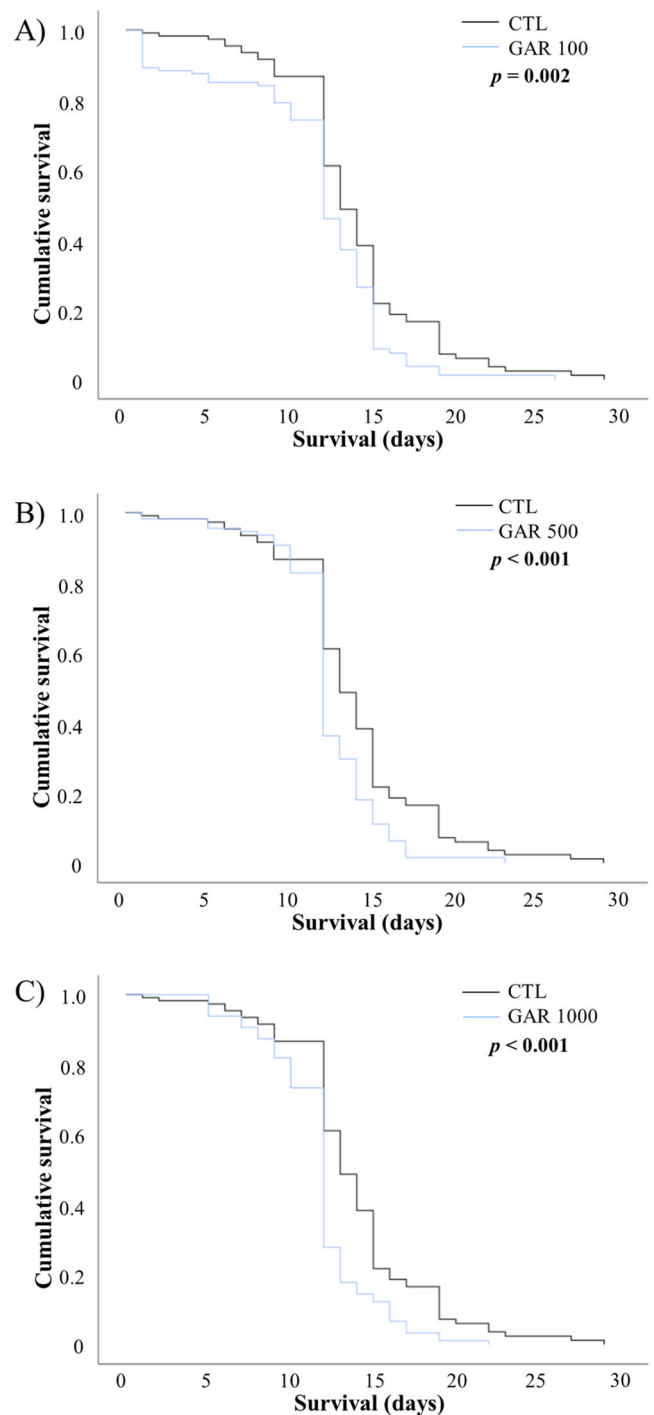 A)
CTL
GAR 100
p = 0.002
Cumulative survival
1.0
0.8
0.6
0.4
0.2
0
0 5 10 15 20 25 30
Survival (days)
B)
CTL
GAR 500
p < 0.001
Cumulative survival
1.0
0.8
0.6
0.4
0.2
0
0 5 10 15 20 25 30
Survival (days)
C)
CTL
GAR 1000
p < 0.001
Cumulative survival
1.0
0.8
0.6
0.4
0.2
0
0 5 10 15 20 25 30
Survival (days)